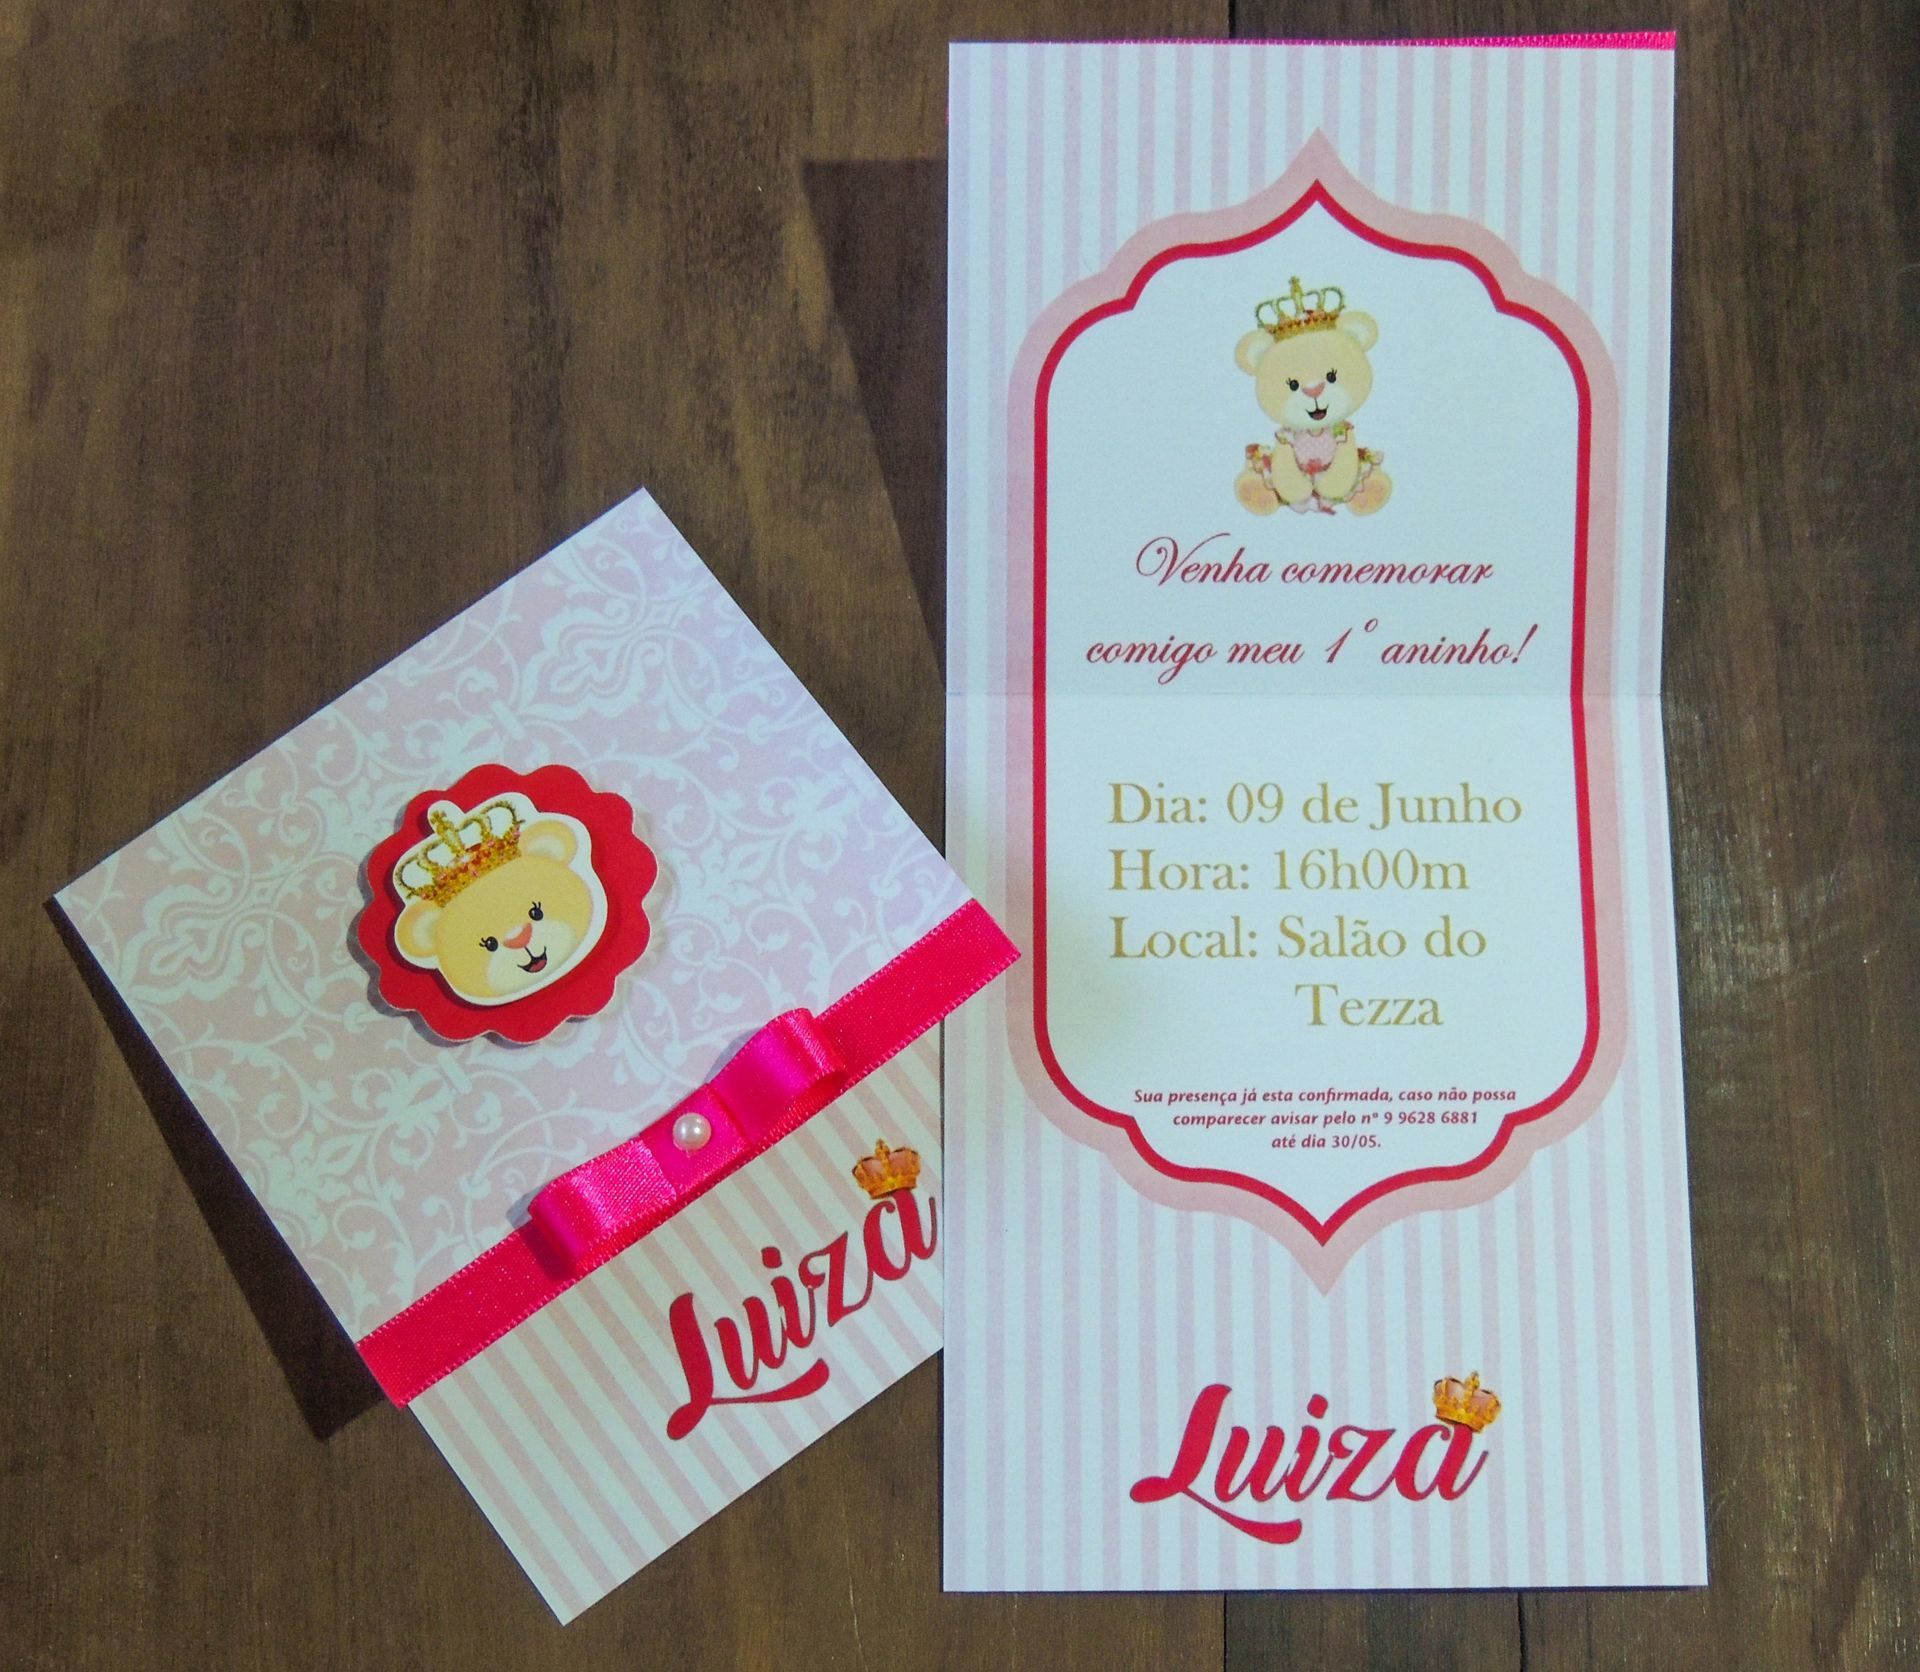 Luiza
Venha comemorar
comigo meu 1º aninho!
Dia: 09 de Junho
Hora: 16h00m
Local: Salão do
Tezza
Sua presença já esta confirmada, caso não possa
comparecer avisar pelo nº 9 9628 6881
até dia 30/05.
Luiza